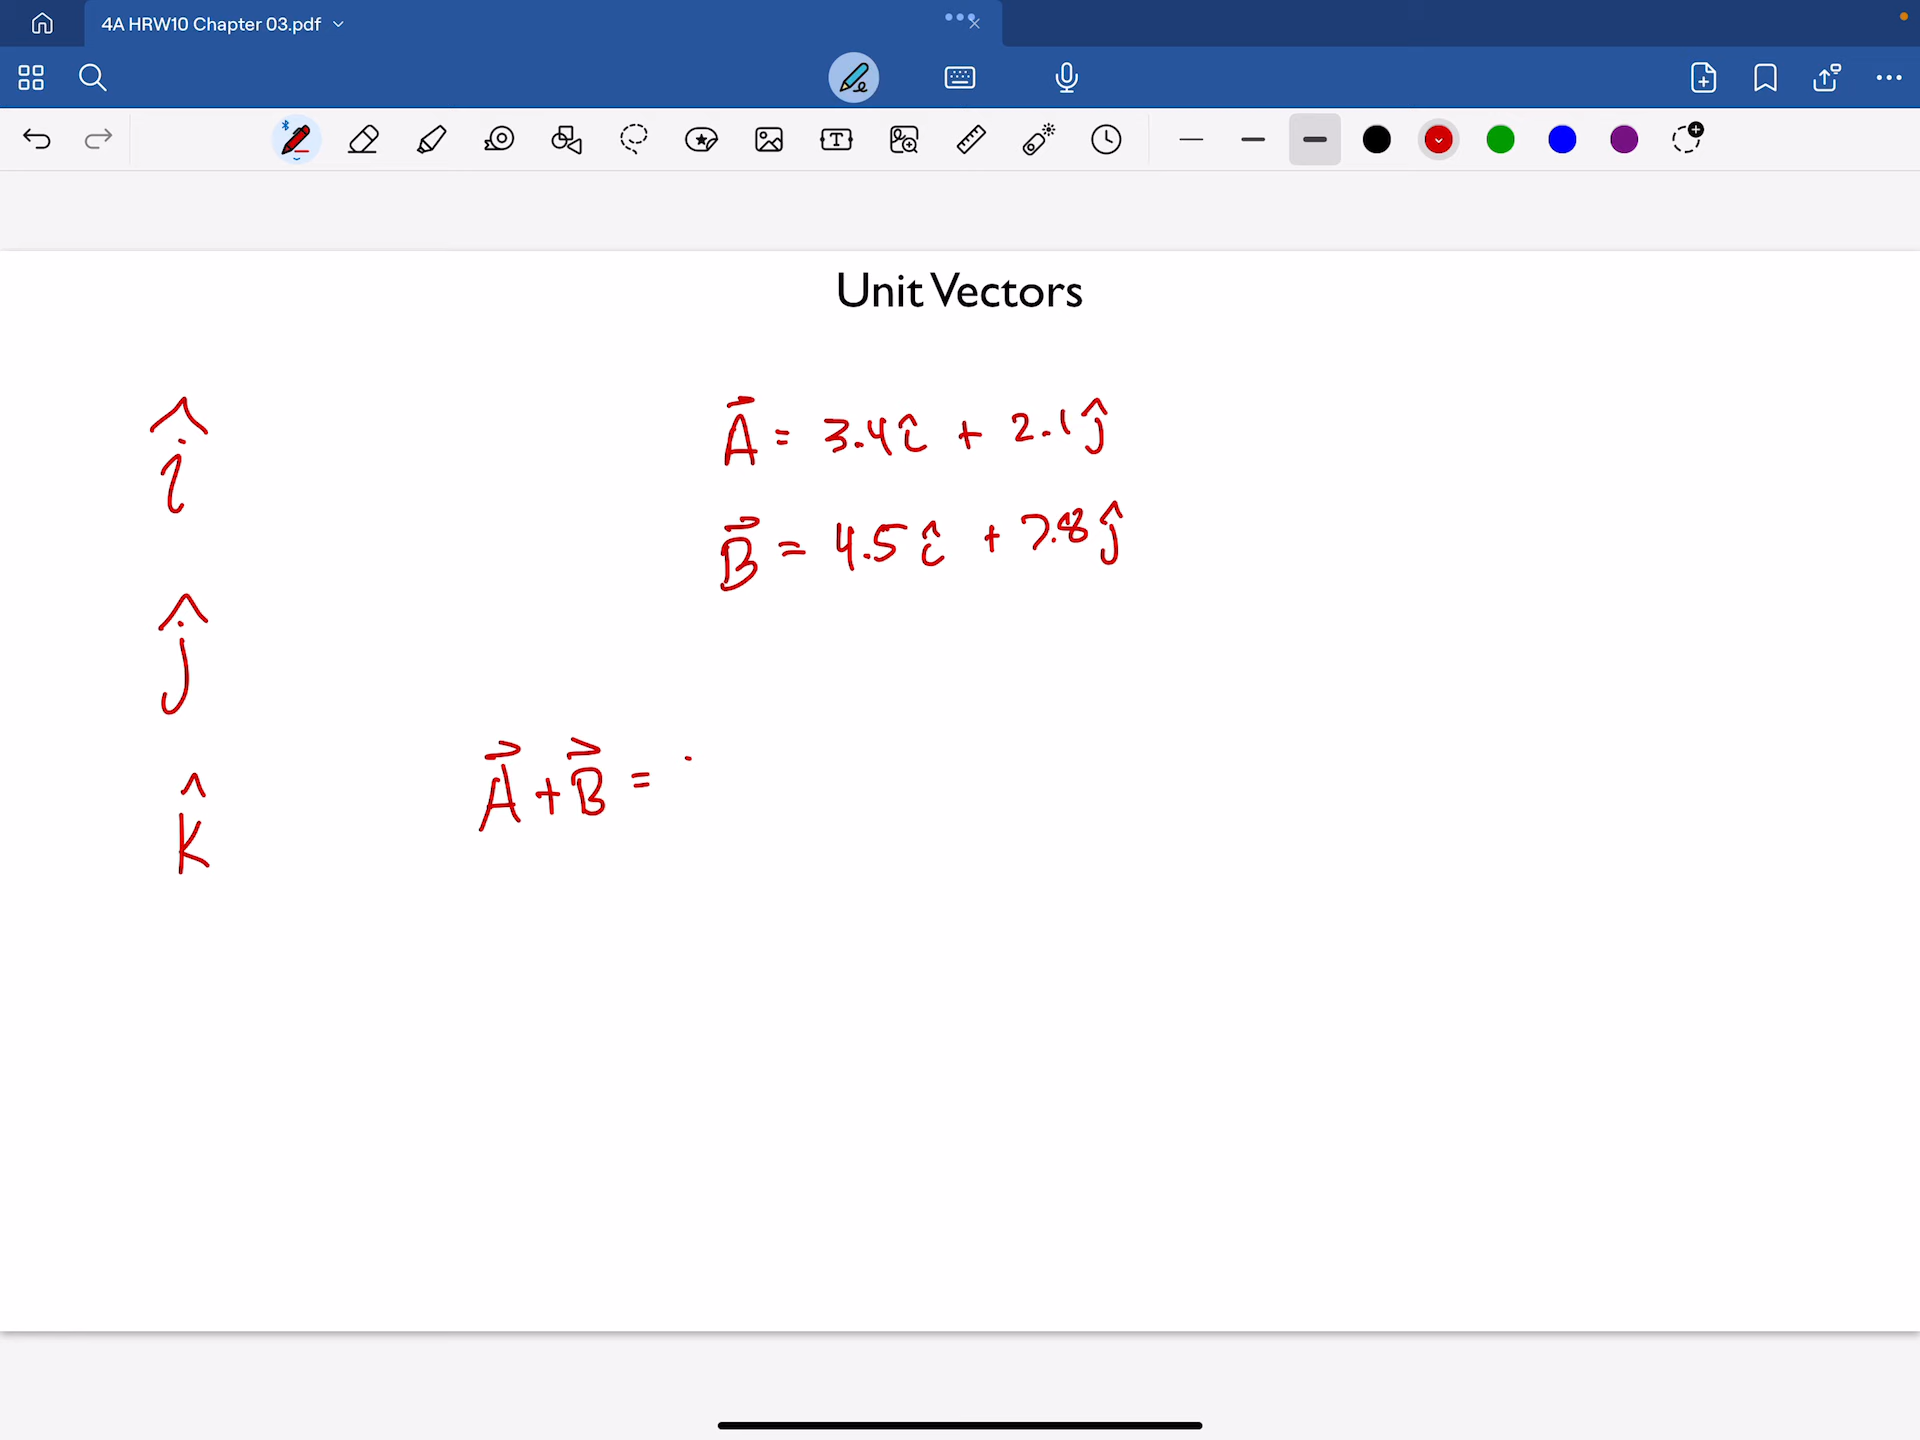 4A HRW10 Chapter 03.pdf
Unit Vectors
î
A⃗ = 3.4î + 2.1ĵ
B⃗ = 4.5î + 7.8ĵ
ĵ
k̂
A⃗ + B⃗ =